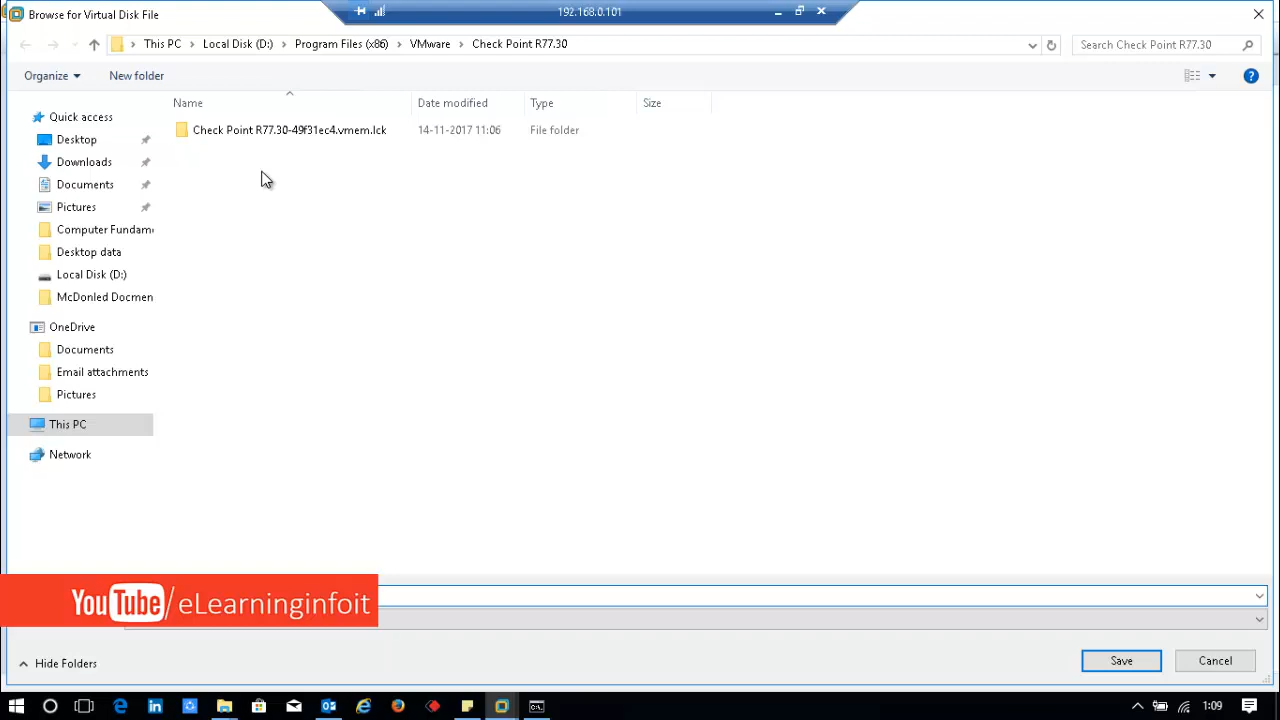 Browse for Virtual Disk File
192.168.0.101
This PC > Local Disk (D:) > Program Files (x86) > VMware > Check Point R77.30
Search Check Point R77.30
Organize
New folder
Name
Date modified
Type
Size
Check Point R77.30-49f31ec4.vmem.lck
14-11-2017 11:06
File folder
Quick access
Desktop
Downloads
Documents
Pictures
Computer Fundam
Desktop data
Local Disk (D:)
McDonled Docmen
OneDrive
Documents
Email attachments
Pictures
This PC
Network
YouTube/eLearninginfoit
Hide Folders
Save
Cancel
1:09